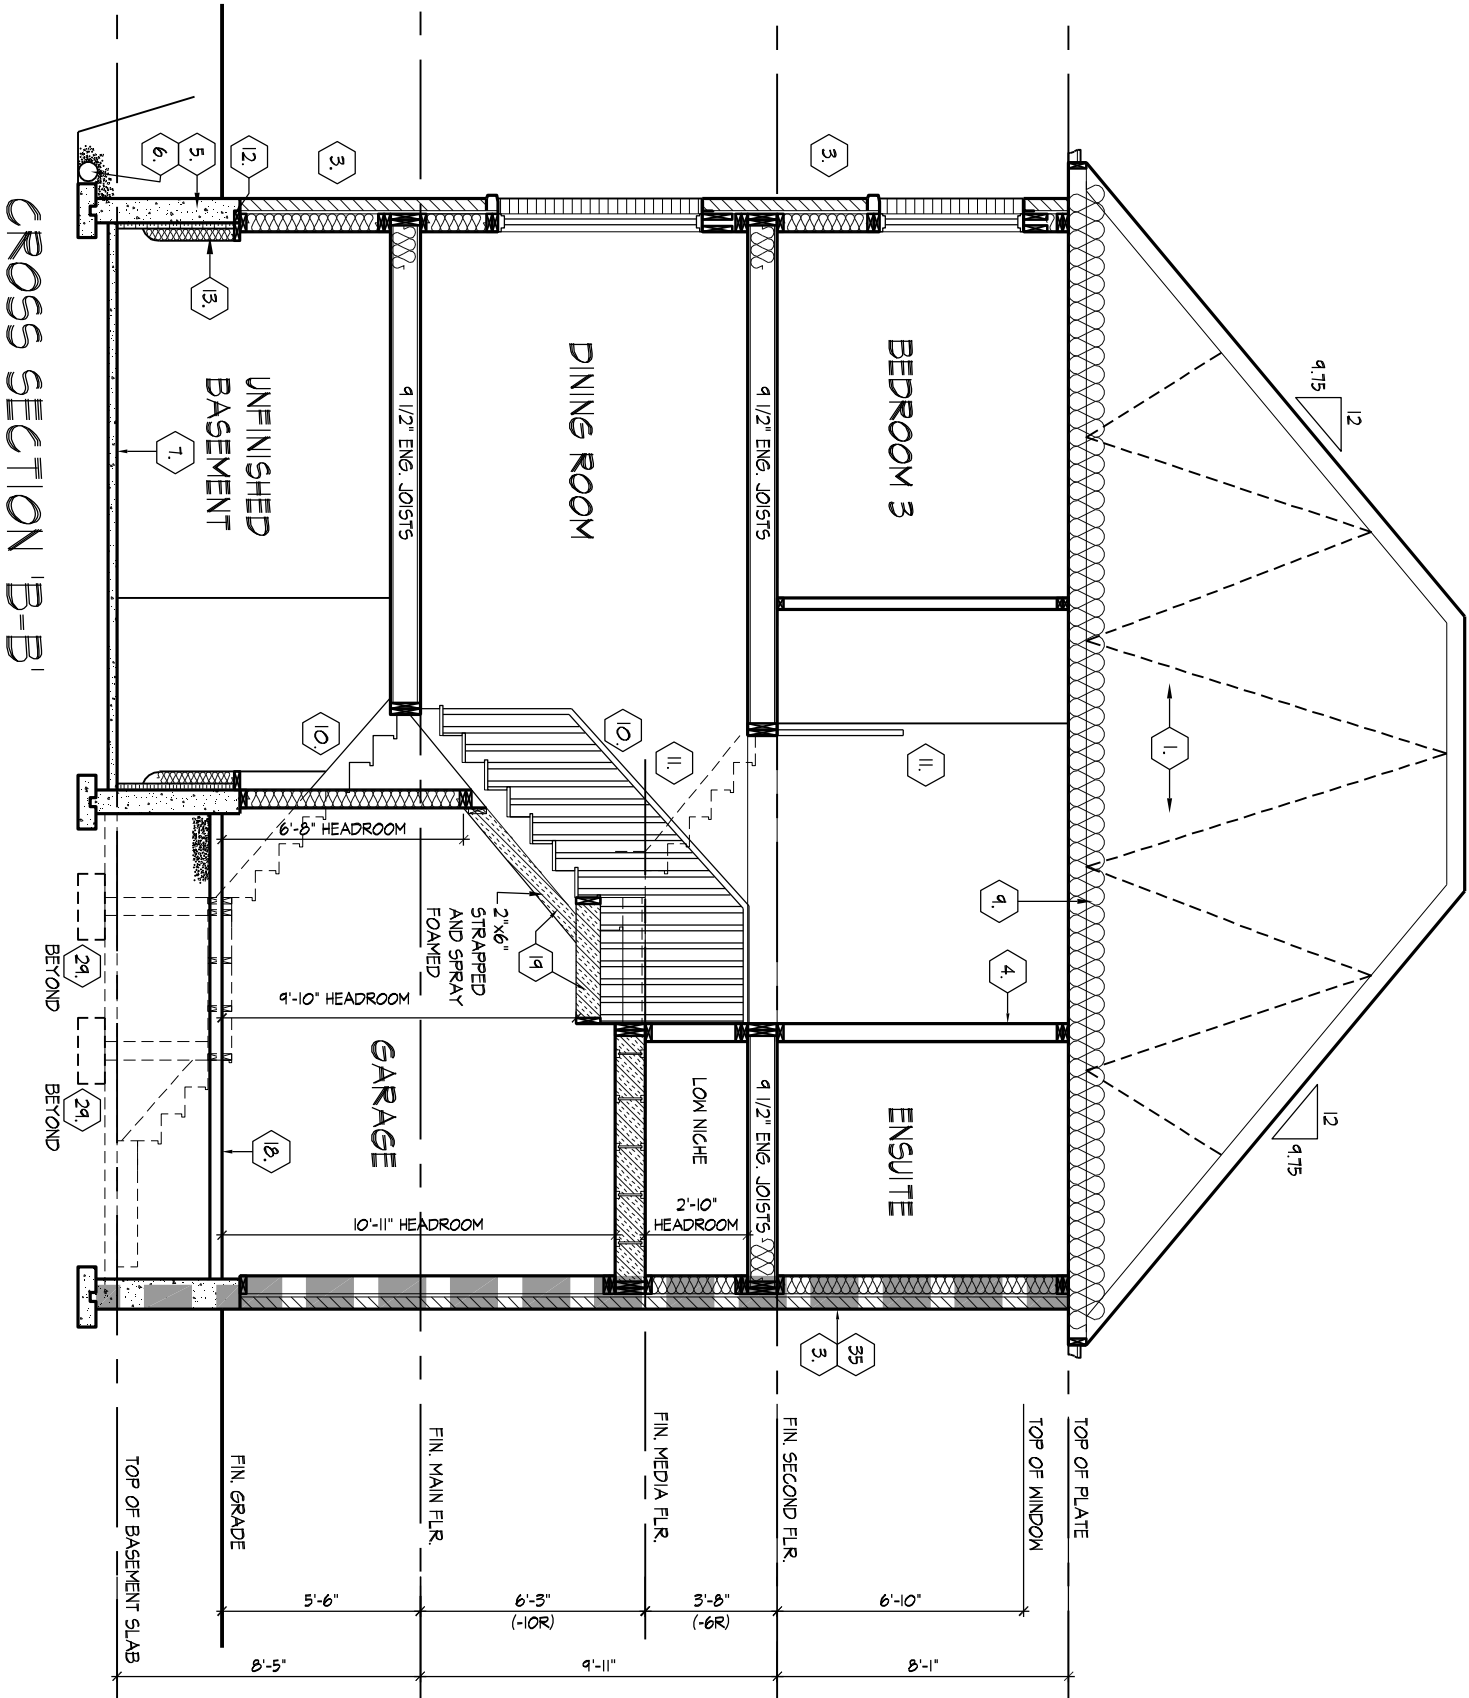 12
9.75
12
9.75
1.
9.
4.
TOP OF PLATE
TOP OF WINDOW
3.
BEDROOM 3
11.
ENSUITE
35
3.
6'-10"
8'-1"
FIN. SECOND FLR.
9 1/2" ENG. JOISTS
9 1/2" ENG. JOISTS
11.
LOW NICHE
2'-10"
HEADROOM
3'-8"
(-6R)
FIN. MEDIA FLR.
10.
DINING ROOM
19
2"x6"
STRAPPED
AND SPRAY
FOAMED
6'-3"
(-10R)
9'-11"
FIN. MAIN FLR.
9 1/2" ENG. JOISTS
3.
10.
6'-8" HEADROOM
9'-10" HEADROOM
GARAGE
10'-11" HEADROOM
5'-6"
8'-5"
12.
UNFINISHED
BASEMENT
13.
18.
FIN. GRADE
5.
6.
7.
TOP OF BASEMENT SLAB
29.
BEYOND
29.
BEYOND
CROSS SECTION 'B-B'